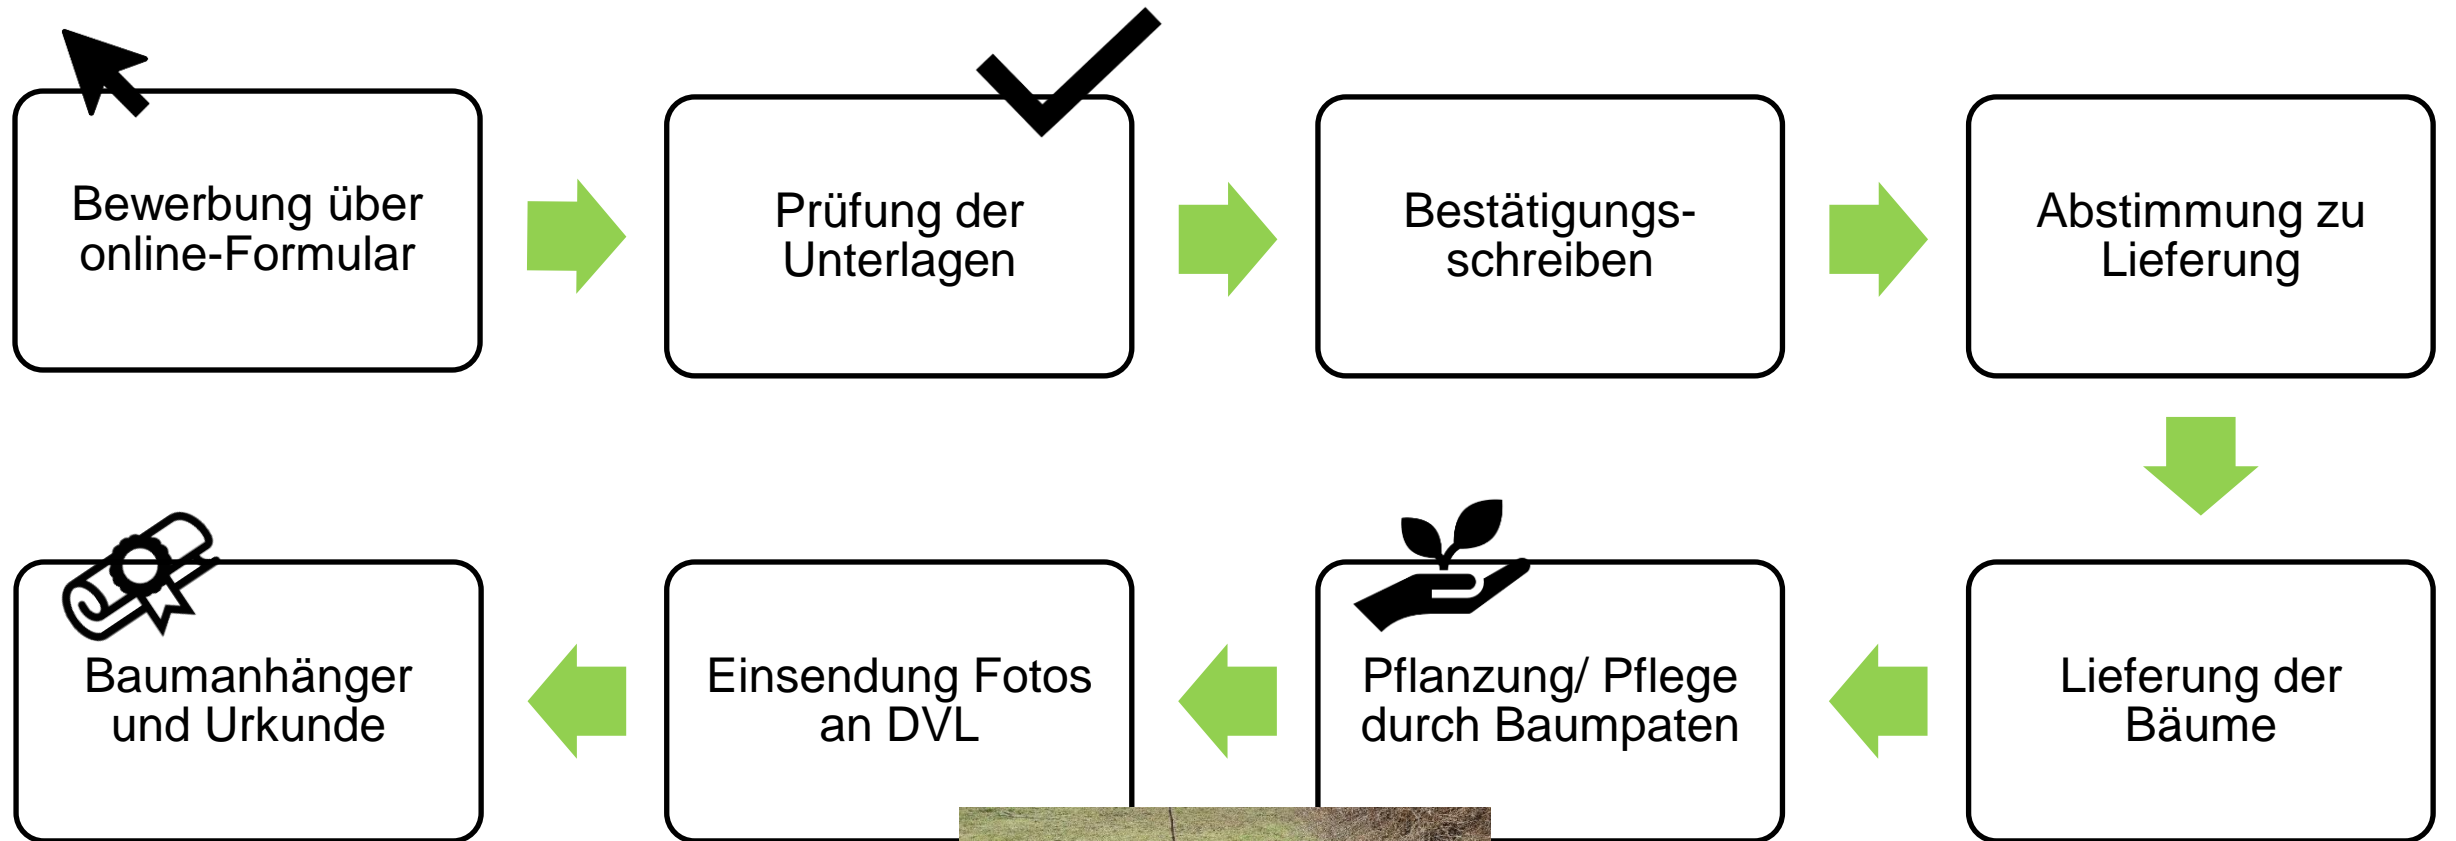 Bewerbung über
online-Formular
Prüfung der
Unterlagen
Bestätigungs-
schreiben
Abstimmung zu
Lieferung
Lieferung der
Bäume
Pflanzung/ Pflege
durch Baumpaten
Einsendung Fotos
an DVL
Baumanhänger
und Urkunde